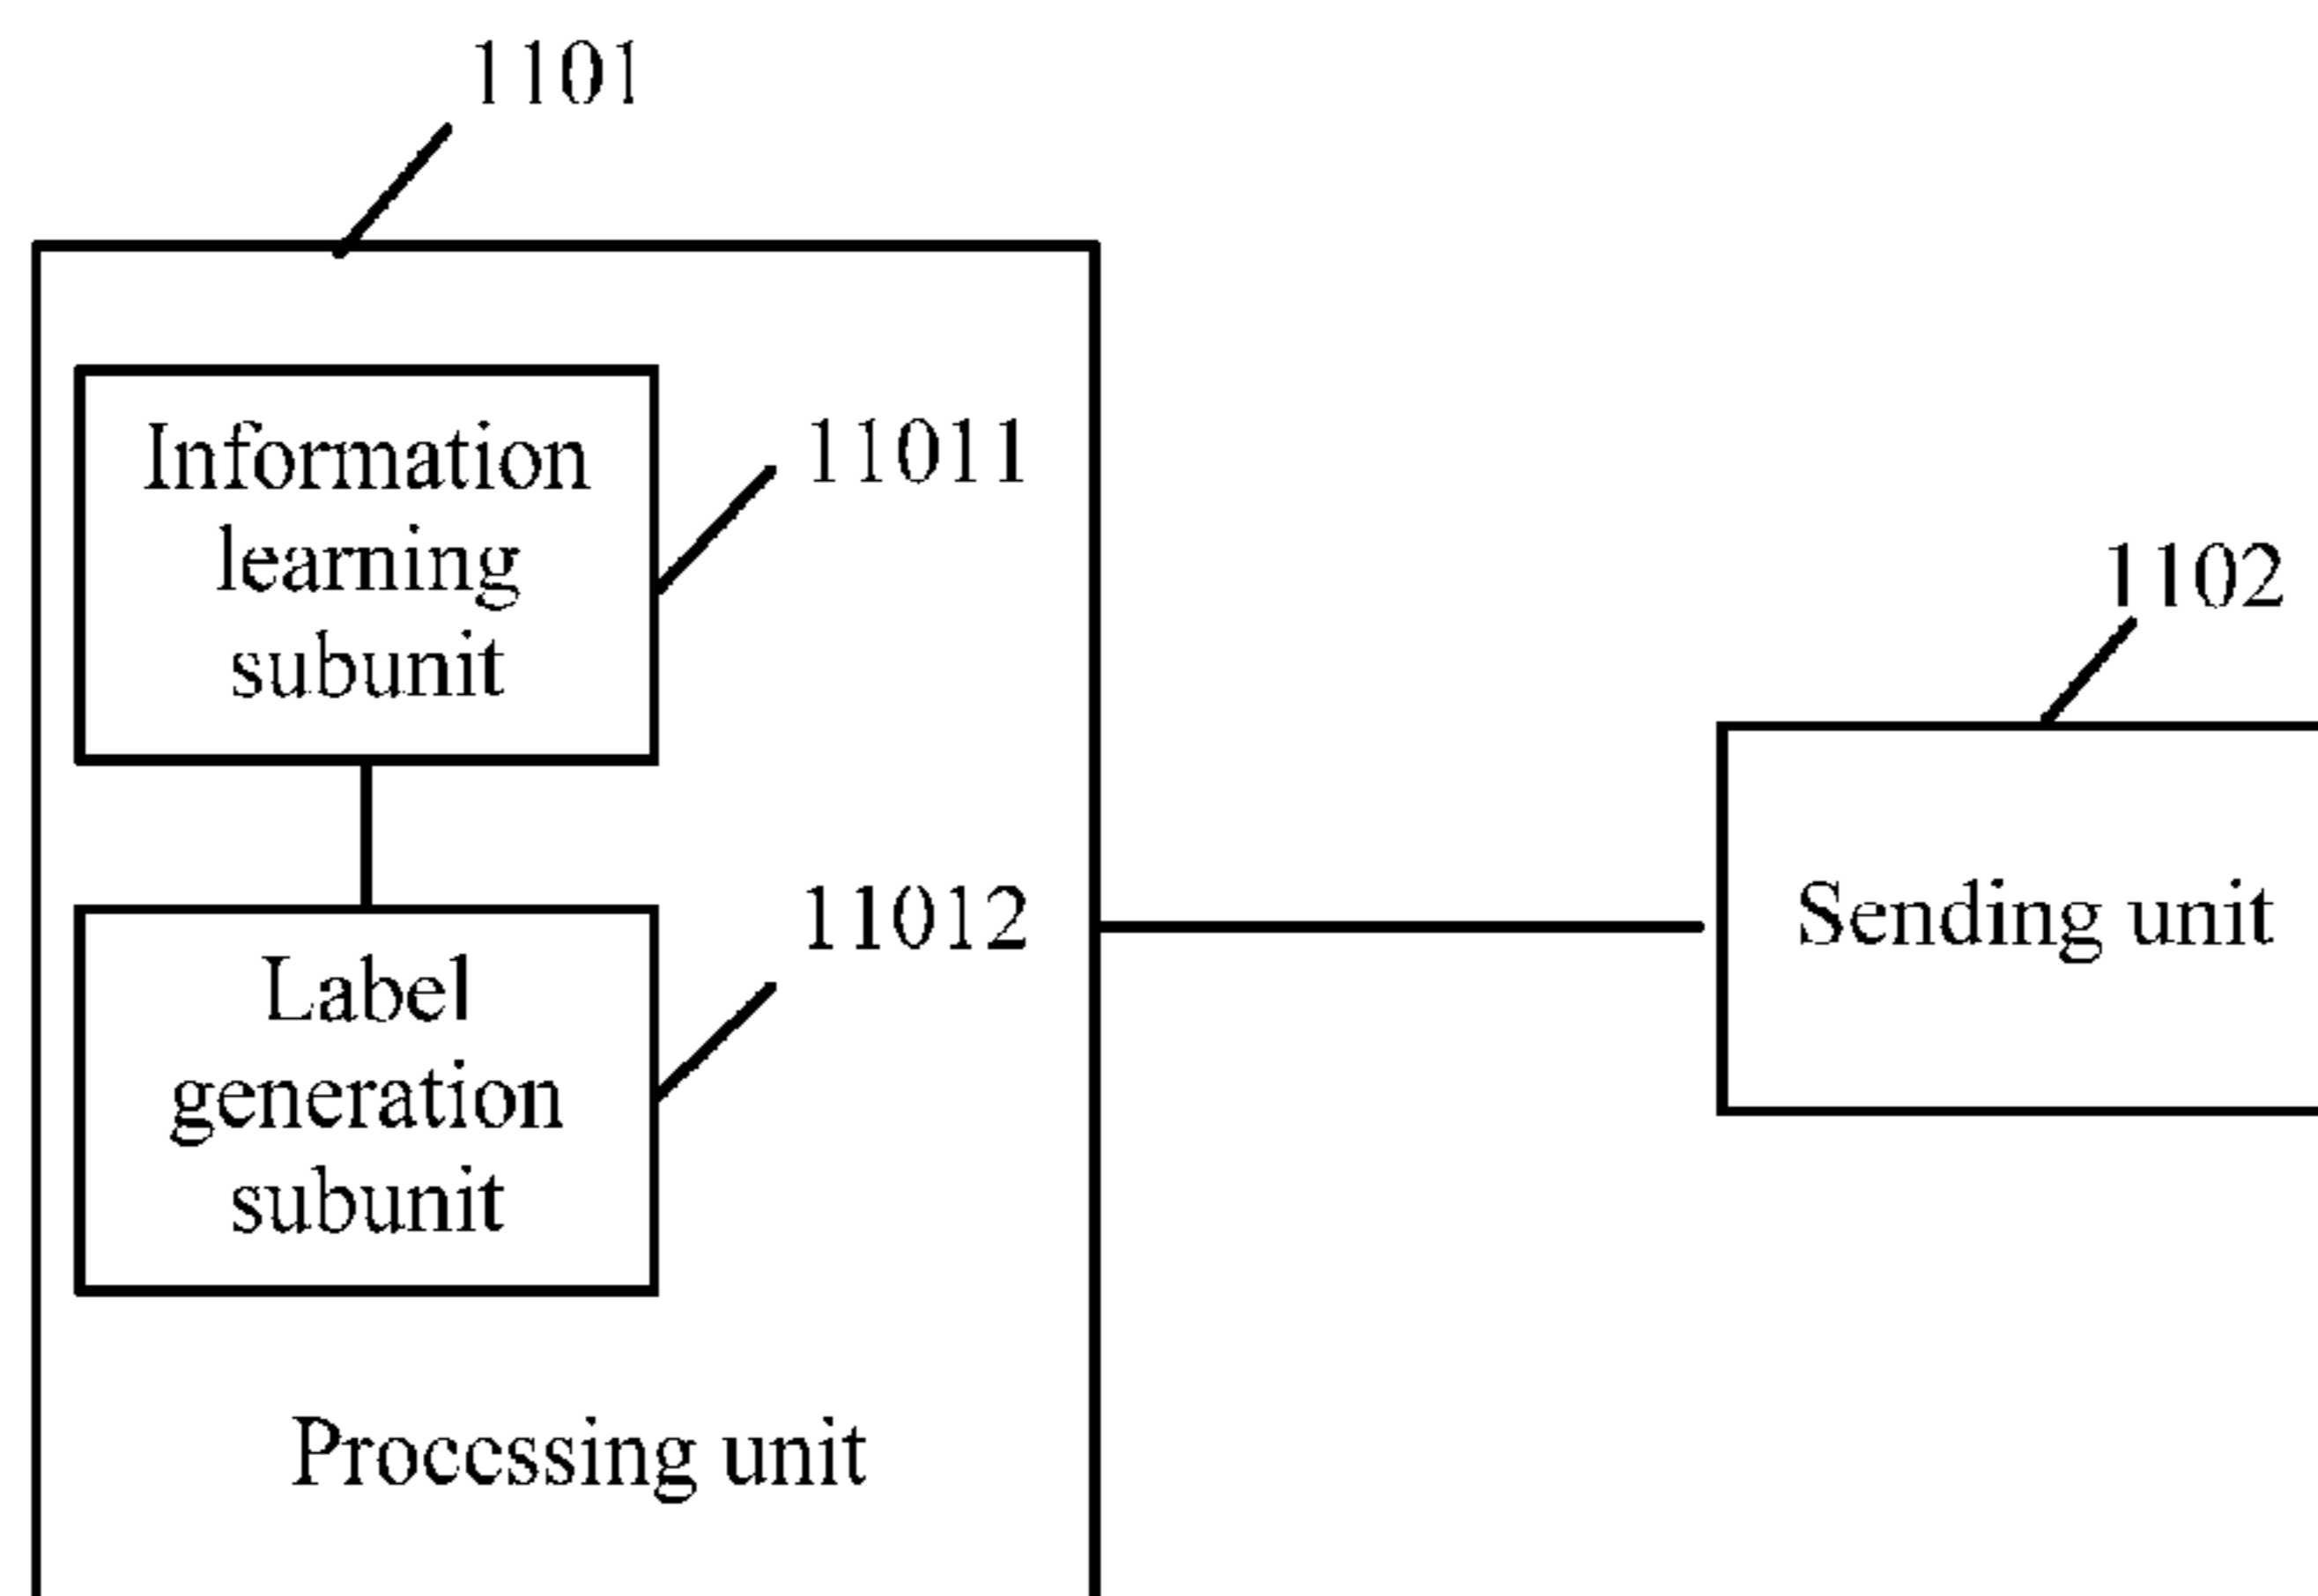 1101
Information
learning
subunit
11011
Label
generation
subunit
11012
Processing unit
1102
Sending unit